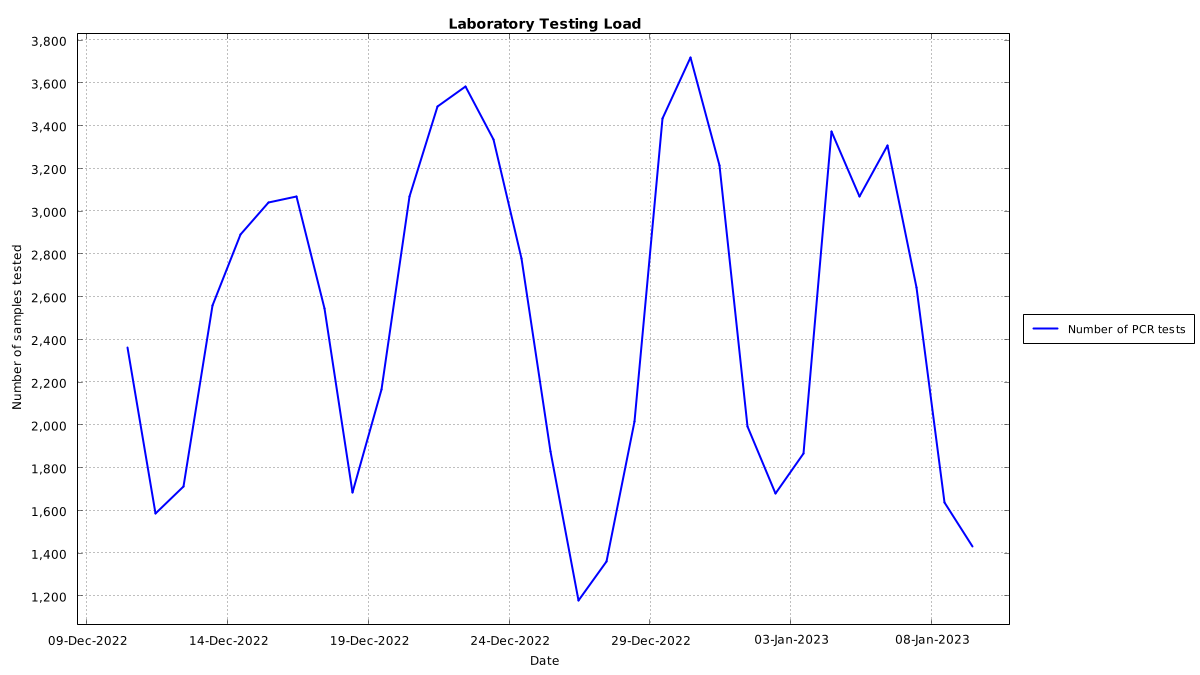 Laboratory Testing Load
3,800
3,600
3,400
3,200
3,000
2,800
2,600
2,400
2,200
2,000
1,800
1,600
1,400
1,200
Number of samples tested
09-Dec-2022
14-Dec-2022
19-Dec-2022
24-Dec-2022
29-Dec-2022
03-Jan-2023
08-Jan-2023
Date
Number of PCR tests